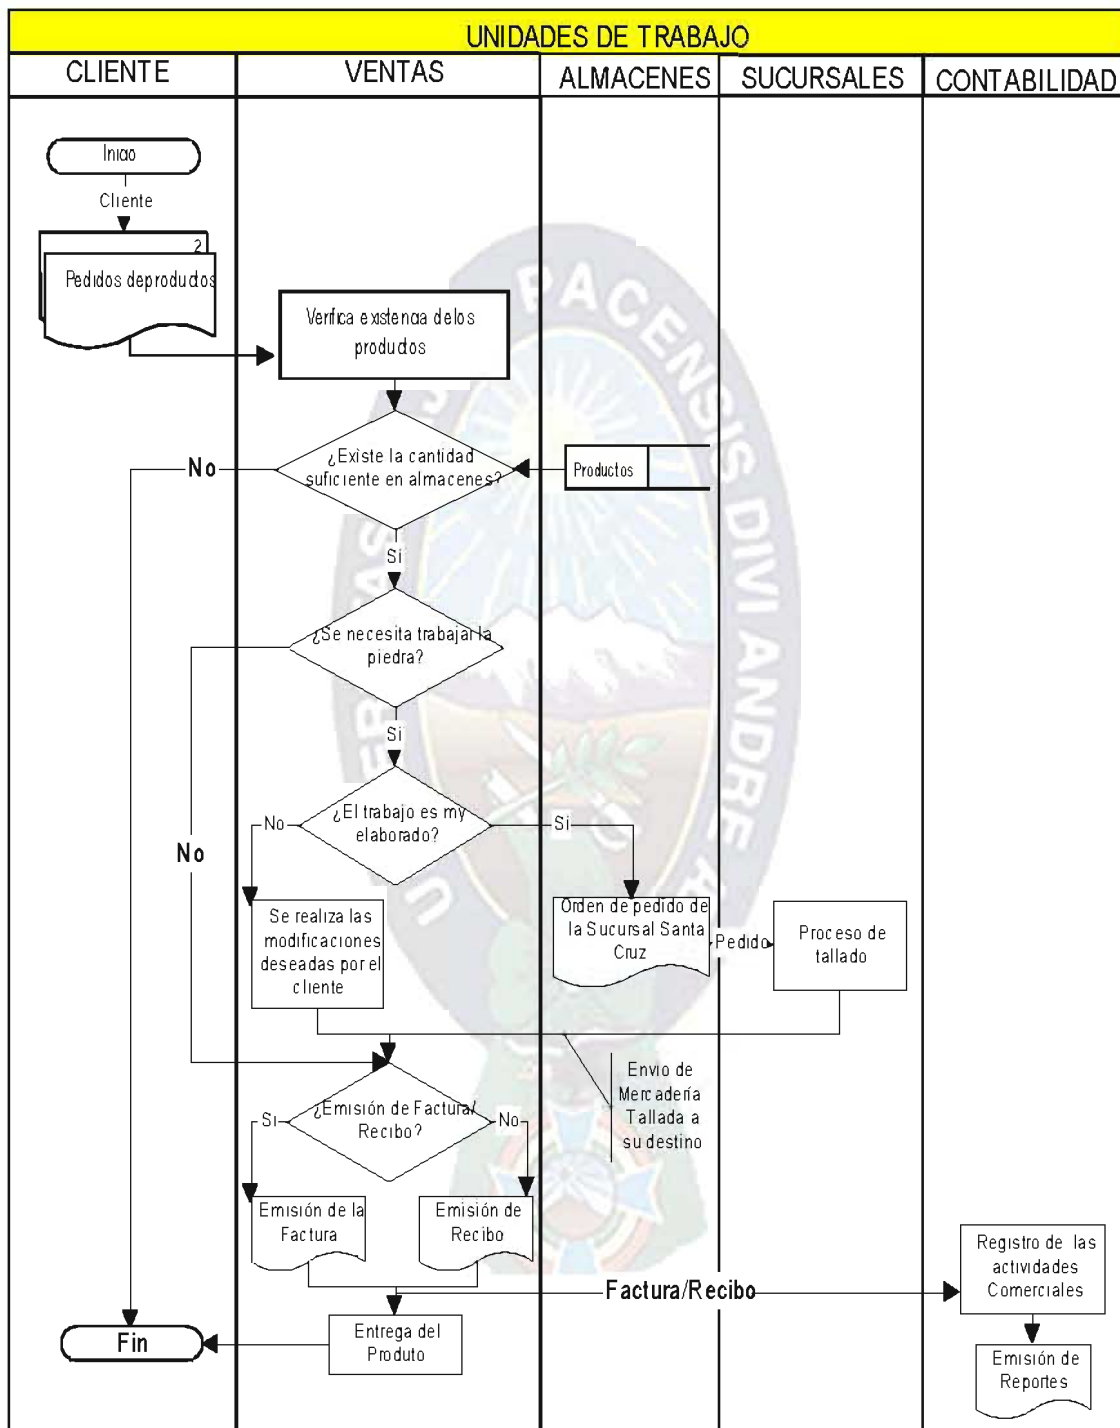 UNIDADES DE TRABAJO
CLIENTE
VENTAS
ALMACENES
SUCURSALES
CONTABILIDAD
Inicio
Cliente
2
Pedidos deproductos
Verifica existencia delos
productos
¿Existe la cantidad
suficiente en almacenes?
No
Productos
Si
¿Se necesita trabajar la
piedra?
Si
No
¿El trabajo es my
elaborado?
No
Si
Se realiza las
modificaciones
deseadas por el
cliente
Orden de pedido de
la Sucursal Santa
Cruz
Pedido
Proceso de
tallado
Envio de
Mercadería
Tallada a
su destino
¿Emisión de Factura/
Recibo?
Si
No
Emisión de la
Factura
Emisión de
Recibo
Factura/Recibo
Registro de las
actividades
Comerciales
Entrega del
Produto
Fin
Emisión de
Reportes
PACENSIS DIVI ANDRE